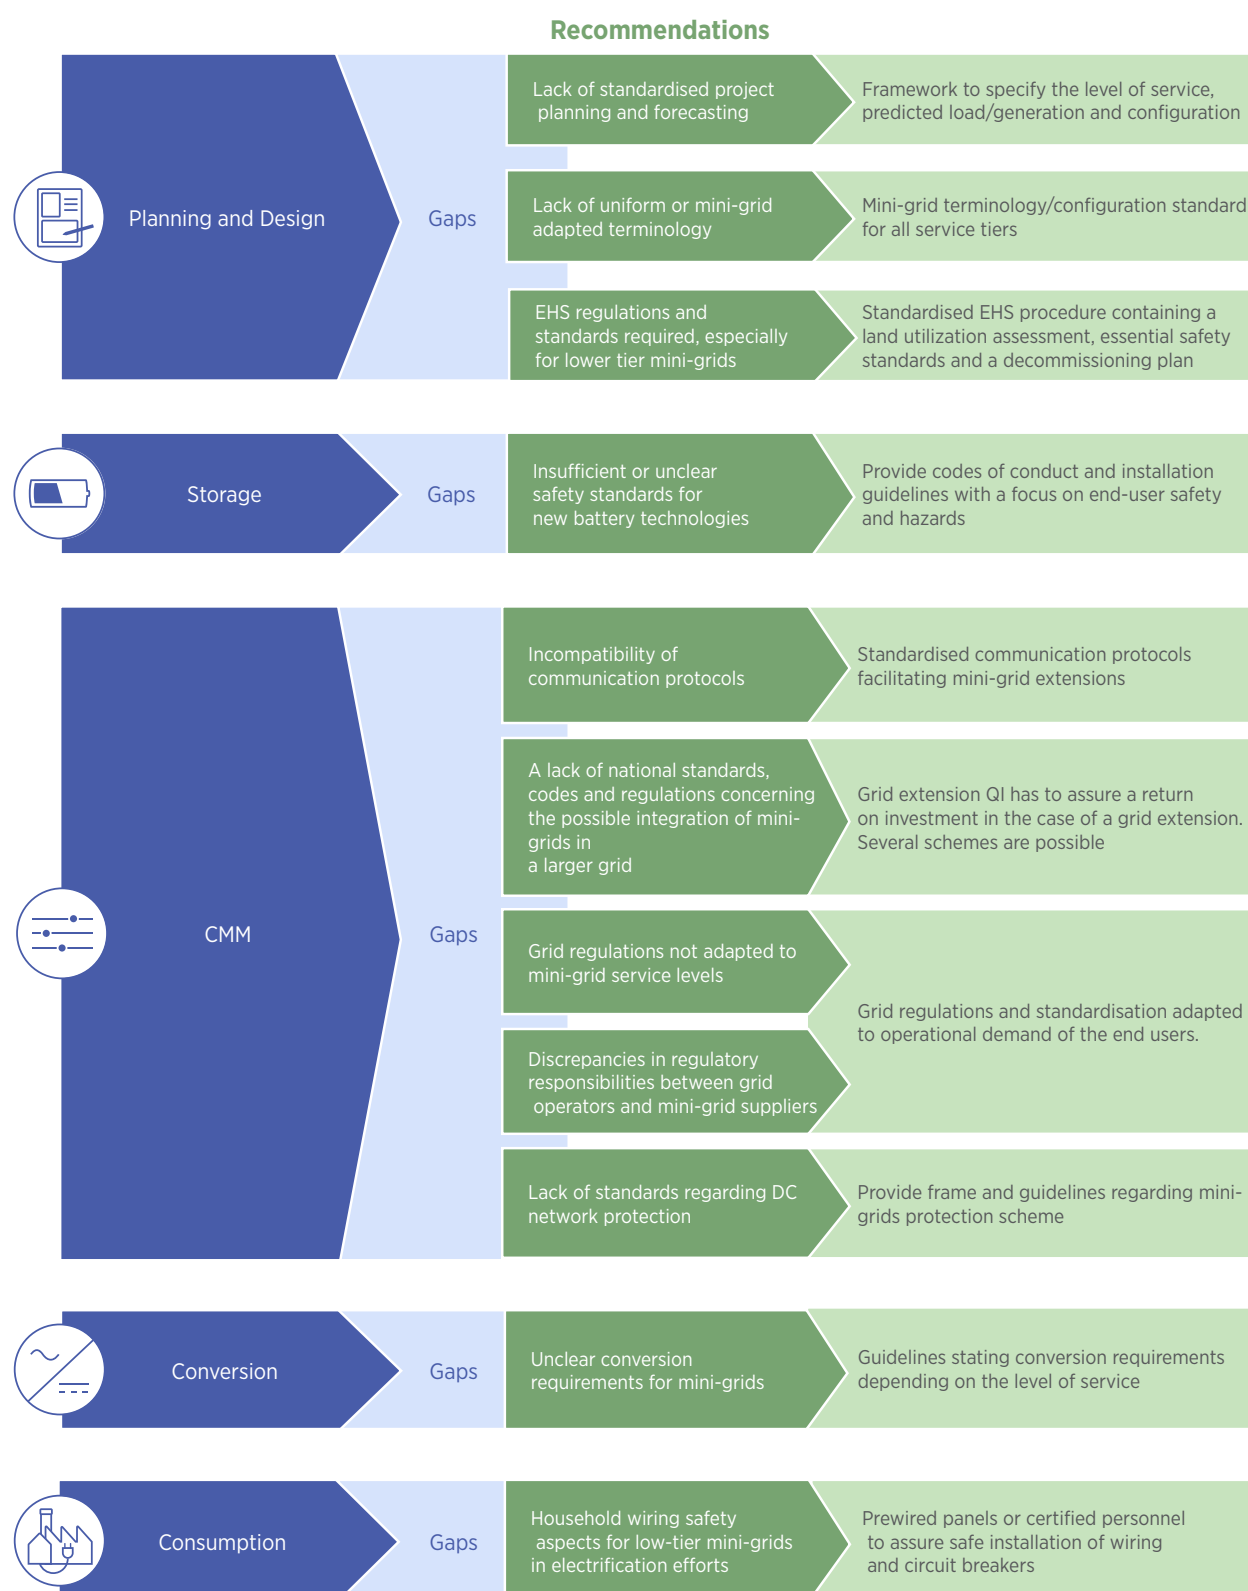 Recommendations
Planning and Design
Gaps
Lack of standardised project
planning and forecasting
Framework to specify the level of service,
predicted load/generation and configuration
Lack of uniform or mini-grid
adapted terminology
Mini-grid terminology/configuration standard
for all service tiers
EHS regulations and
standards required, especially
for lower tier mini-grids
Standardised EHS procedure containing a
land utilization assessment, essential safety
standards and a decommissioning plan
Storage
Gaps
Insufficient or unclear
safety standards for
new battery technologies
Provide codes of conduct and installation
guidelines with a focus on end-user safety
and hazards
CMM
Gaps
Incompatibility of
communication protocols
Standardised communication protocols
facilitating mini-grid extensions
A lack of national standards,
codes and regulations concerning
the possible integration of mini-
grids in
a larger grid
Grid extension QI has to assure a return
on investment in the case of a grid extension.
Several schemes are possible
Grid regulations not adapted to
mini-grid service levels
Discrepancies in regulatory
responsibilities between grid
operators and mini-grid suppliers
Grid regulations and standardisation adapted
to operational demand of the end users.
Lack of standards regarding DC
network protection
Provide frame and guidelines regarding mini-
grids protection scheme
Conversion
Gaps
Unclear conversion
requirements for mini-grids
Guidelines stating conversion requirements
depending on the level of service
Consumption
Gaps
Household wiring safety
aspects for low-tier mini-grids
in electrification efforts
Prewired panels or certified personnel
to assure safe installation of wiring
and circuit breakers